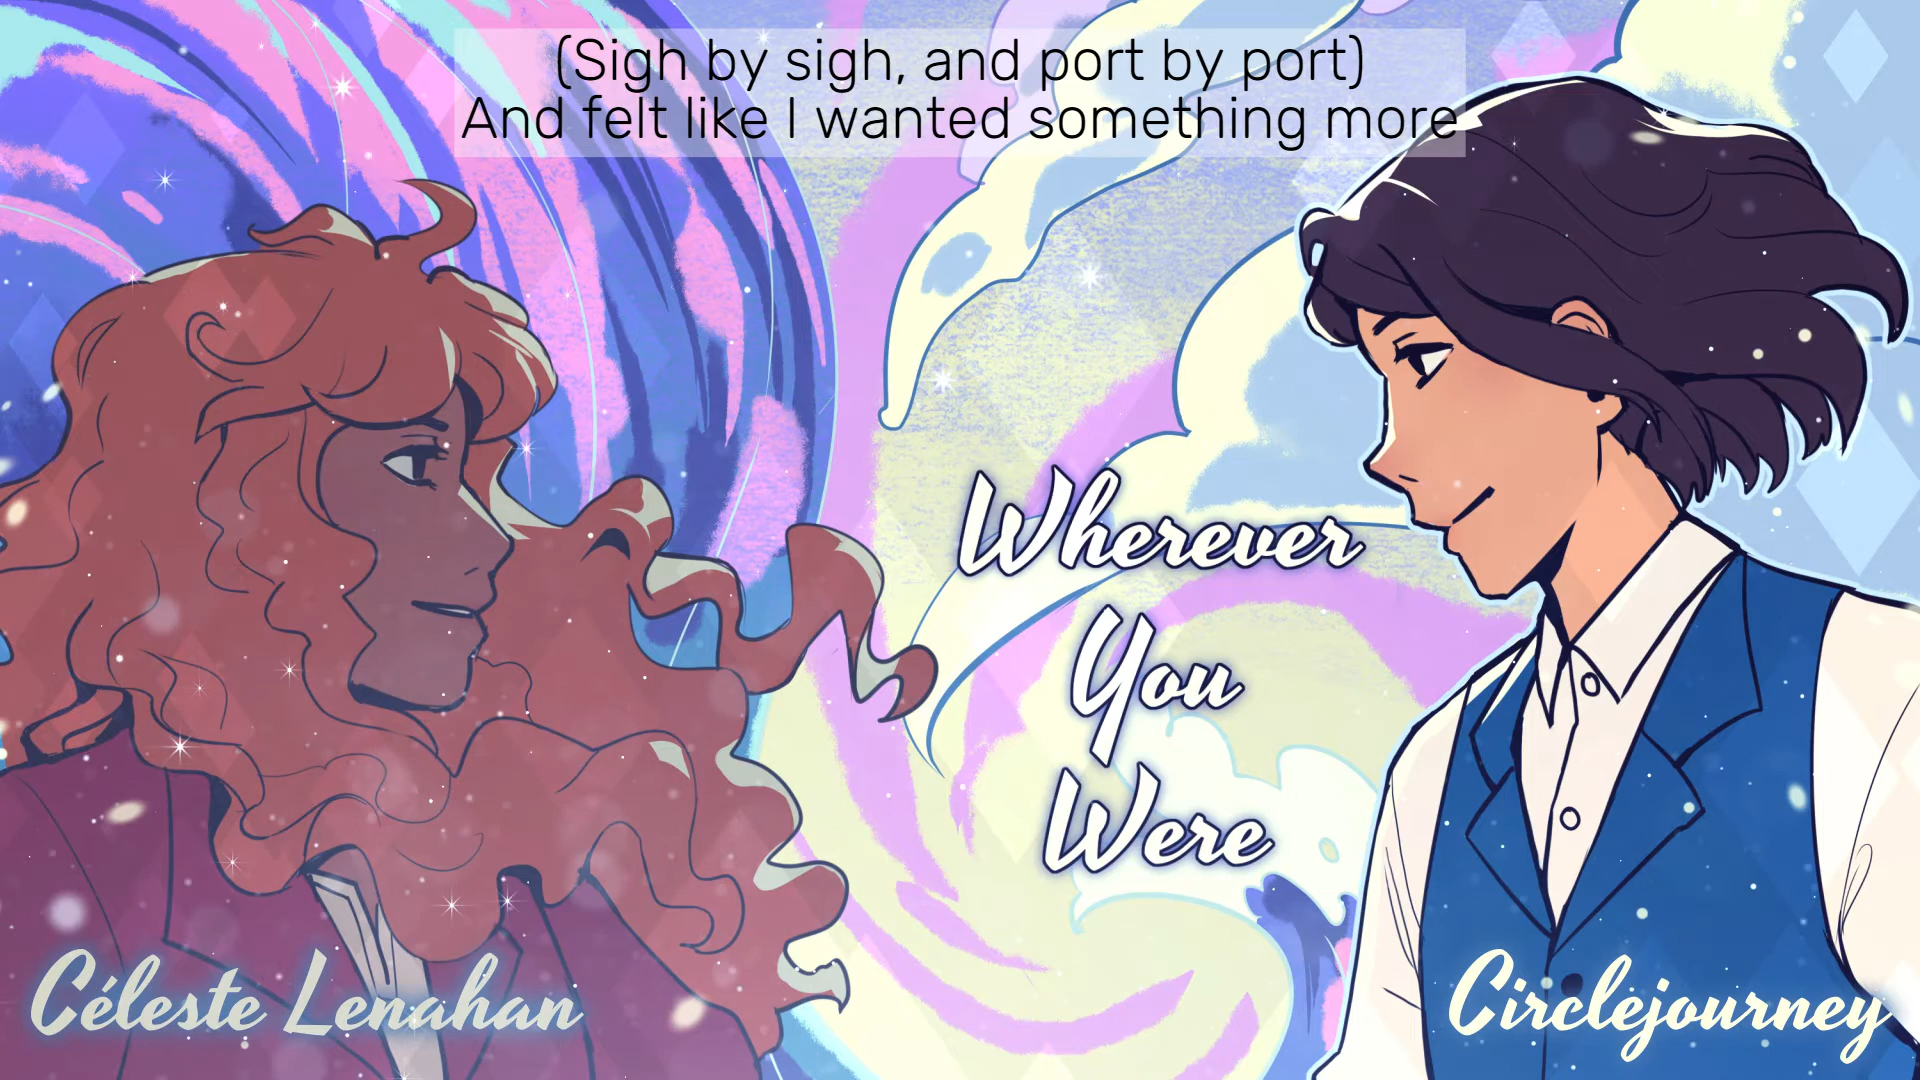 (Sigh by sigh, and port by port)
And felt like I wanted something more
Wherever
You
Were
Céleste Lenahan
Circlejourney